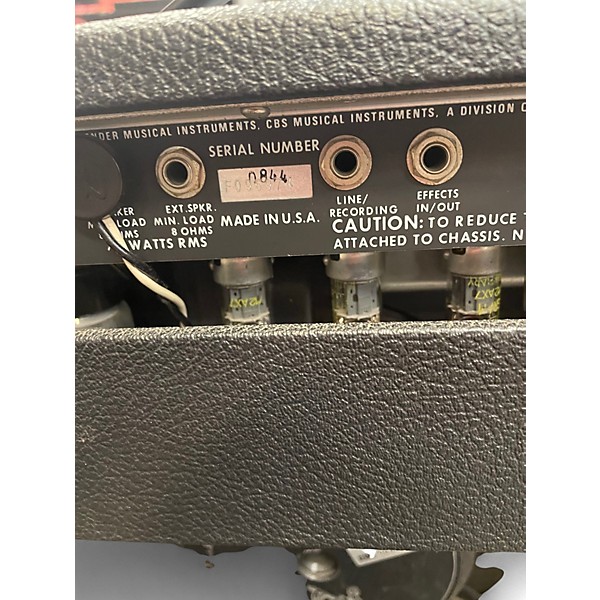 ENDER MUSICAL INSTRUMENTS, CBS MUSICAL INSTRUMENTS, A DIVISION
SERIAL NUMBER
0844
EXT.SPKR.
MIN. LOAD
8 OHMS
WATTS RMS
MADE IN U.S.A.
LINE/
RECORDING
EFFECTS
IN/OUT
CAUTION: TO REDUCE
ATTACHED TO CHASSIS. N